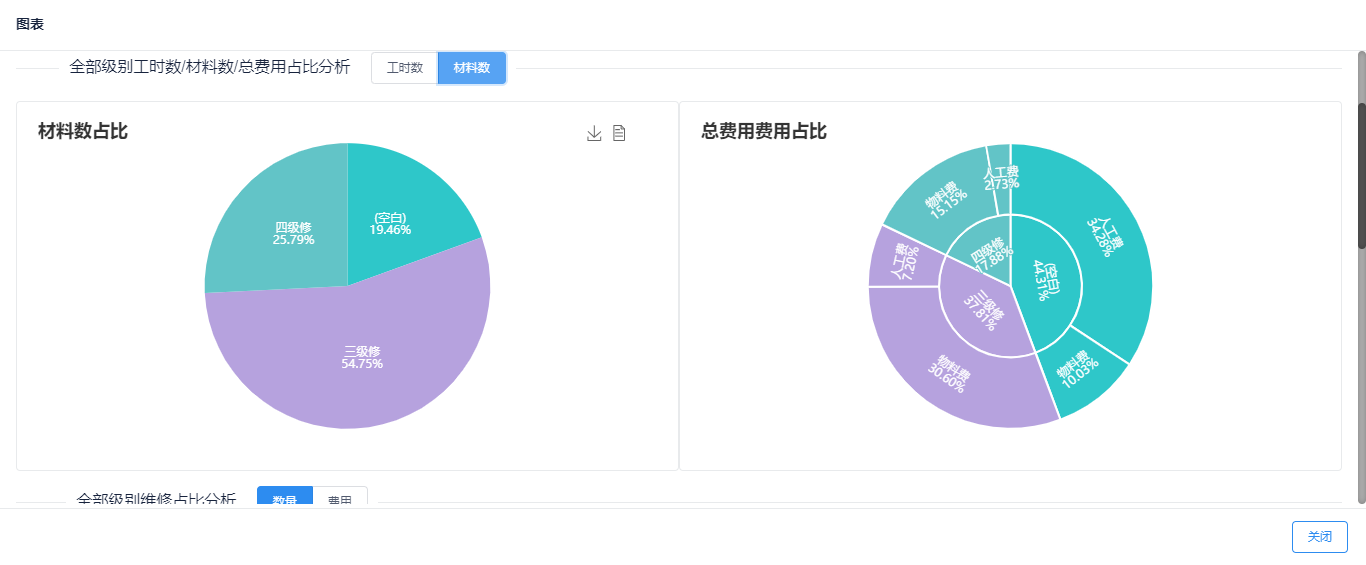 图表
全部级别工时数/材料数/总费用占比分析
工时数
材料数
材料数占比
(空白)
19.46%
四级修
25.79%
三级修
54.75%
总费用费用占比
人工费
2.73%
物料费
15.15%
人工费
34.28%
四级修
17.88%
(空白)
44.31%
人工费
7.20%
三级修
37.81%
物料费
30.60%
物料费
10.03%
全部级别维修占比分析
数量
费用
关闭